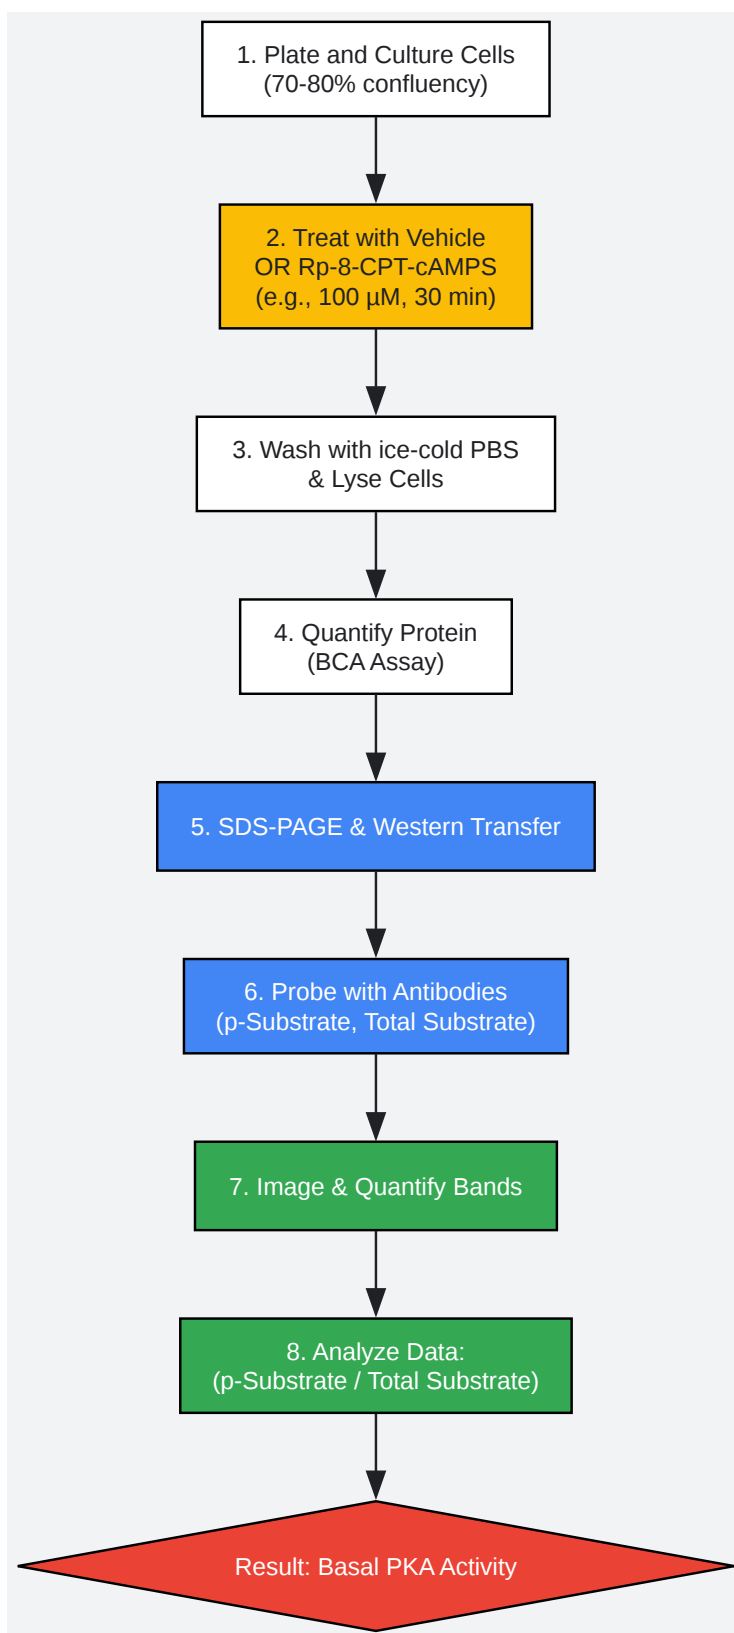 1. Plate and Culture Cells
(70-80% confluency)
2. Treat with Vehicle
OR Rp-8-CPT-cAMPS
(e.g., 100 µM, 30 min)
3. Wash with ice-cold PBS
& Lyse Cells
4. Quantify Protein
(BCA Assay)
5. SDS-PAGE & Western Transfer
6. Probe with Antibodies
(p-Substrate, Total Substrate)
7. Image & Quantify Bands
8. Analyze Data:
(p-Substrate / Total Substrate)
Result: Basal PKA Activity